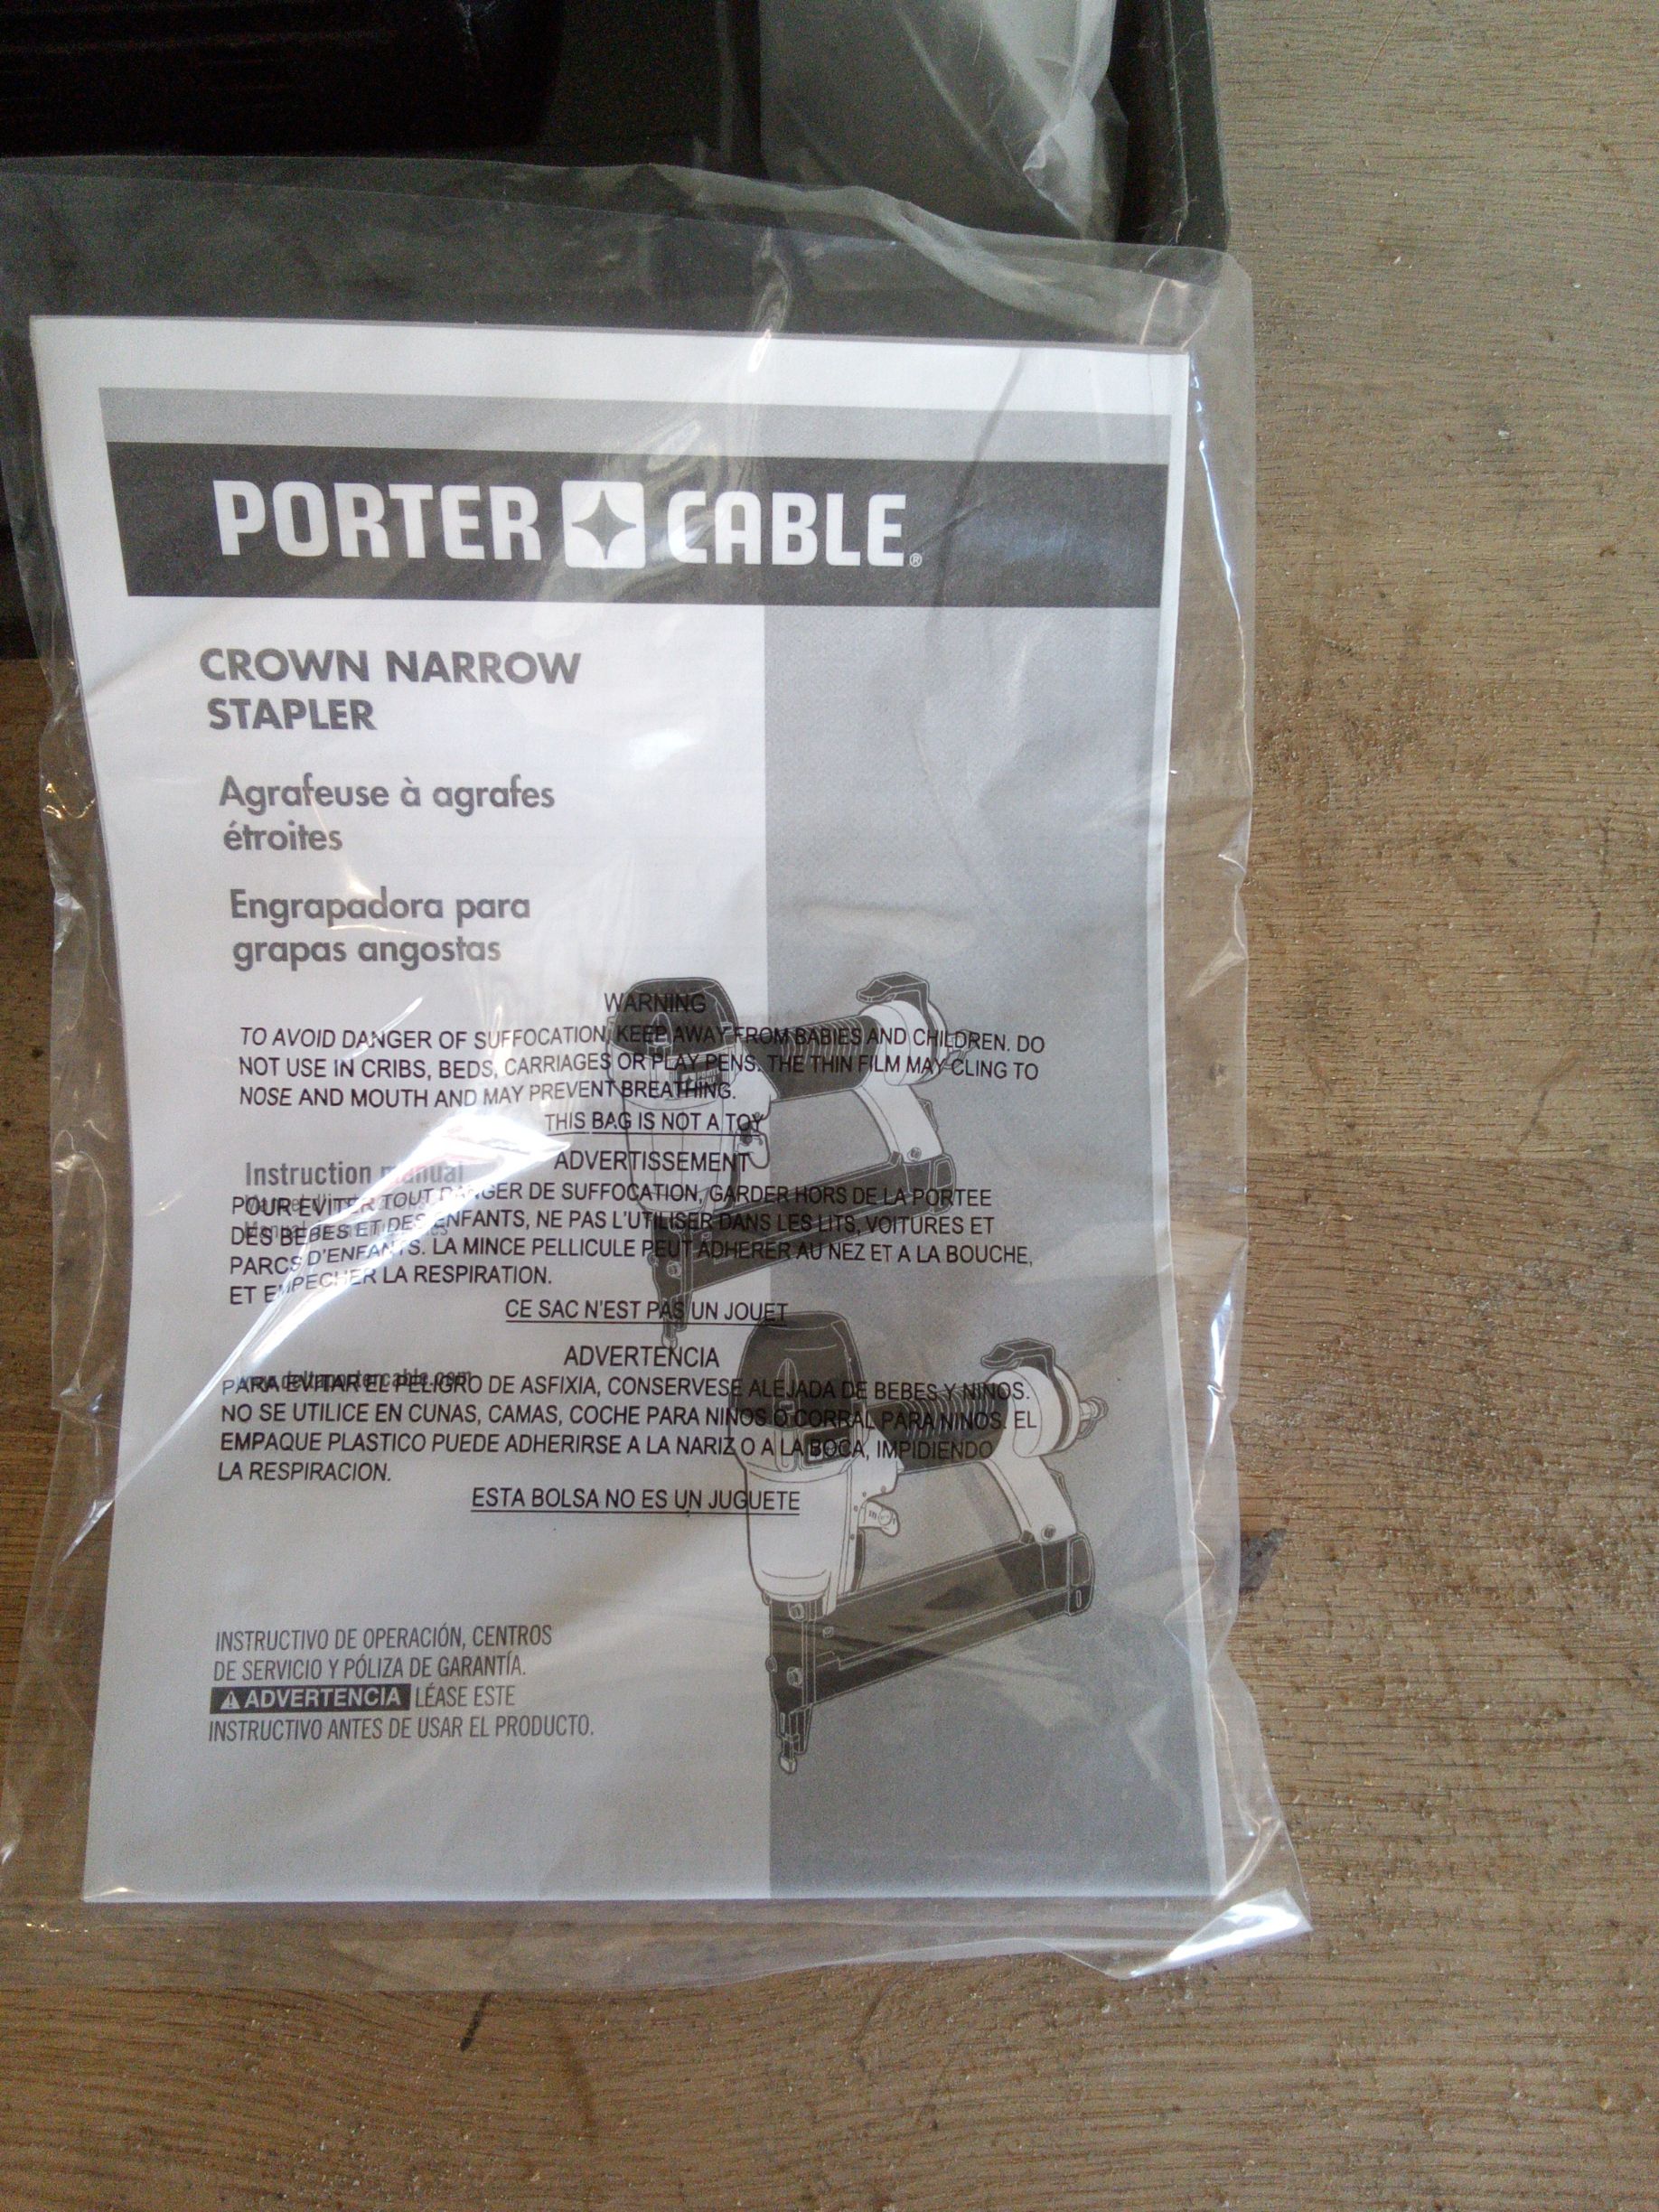 PORTER CABLE®
CROWN NARROW
STAPLER
Agrafeuse à agrafes
étroites
Engrapadora para
grapas angostas
WARNING
TO AVOID DANGER OF SUFFOCATION, KEEP AWAY FROM BABIES AND CHILDREN. DO
NOT USE IN CRIBS, BEDS, CARRIAGES OR PLAY PENS. THE THIN FILM MAY CLING TO
NOSE AND MOUTH AND MAY PREVENT BREATHING.
THIS BAG IS NOT A TOY
Instruction manual
ADVERTISSEMENT
POUR EVITER TOUT DANGER DE SUFFOCATION, GARDER HORS DE LA PORTEE
DES BEBES ET DES ENFANTS, NE PAS L'UTILISER DANS LES LITS, VOITURES ET
PARCS D'ENFANTS. LA MINCE PELLICULE PEUT ADHERER AU NEZ ET A LA BOUCHE,
ET EMPECHER LA RESPIRATION.
CE SAC N'EST PAS UN JOUET
ADVERTENCIA
PARA EVITAR EL PELIGRO DE ASFIXIA, CONSERVESE ALEJADA DE BEBES Y NINOS.
NO SE UTILICE EN CUNAS, CAMAS, COCHE PARA NINOS O CORRAL PARA NINOS. EL
EMPAQUE PLASTICO PUEDE ADHERIRSE A LA NARIZ O A LA BOCA, IMPIDIENDO
LA RESPIRACION.
ESTA BOLSA NO ES UN JUGUETE
INSTRUCTIVO DE OPERACIÓN, CENTROS
DE SERVICIO Y PÓLIZA DE GARANTÍA.
ADVERTENCIA LÉASE ESTE
INSTRUCTIVO ANTES DE USAR EL PRODUCTO.